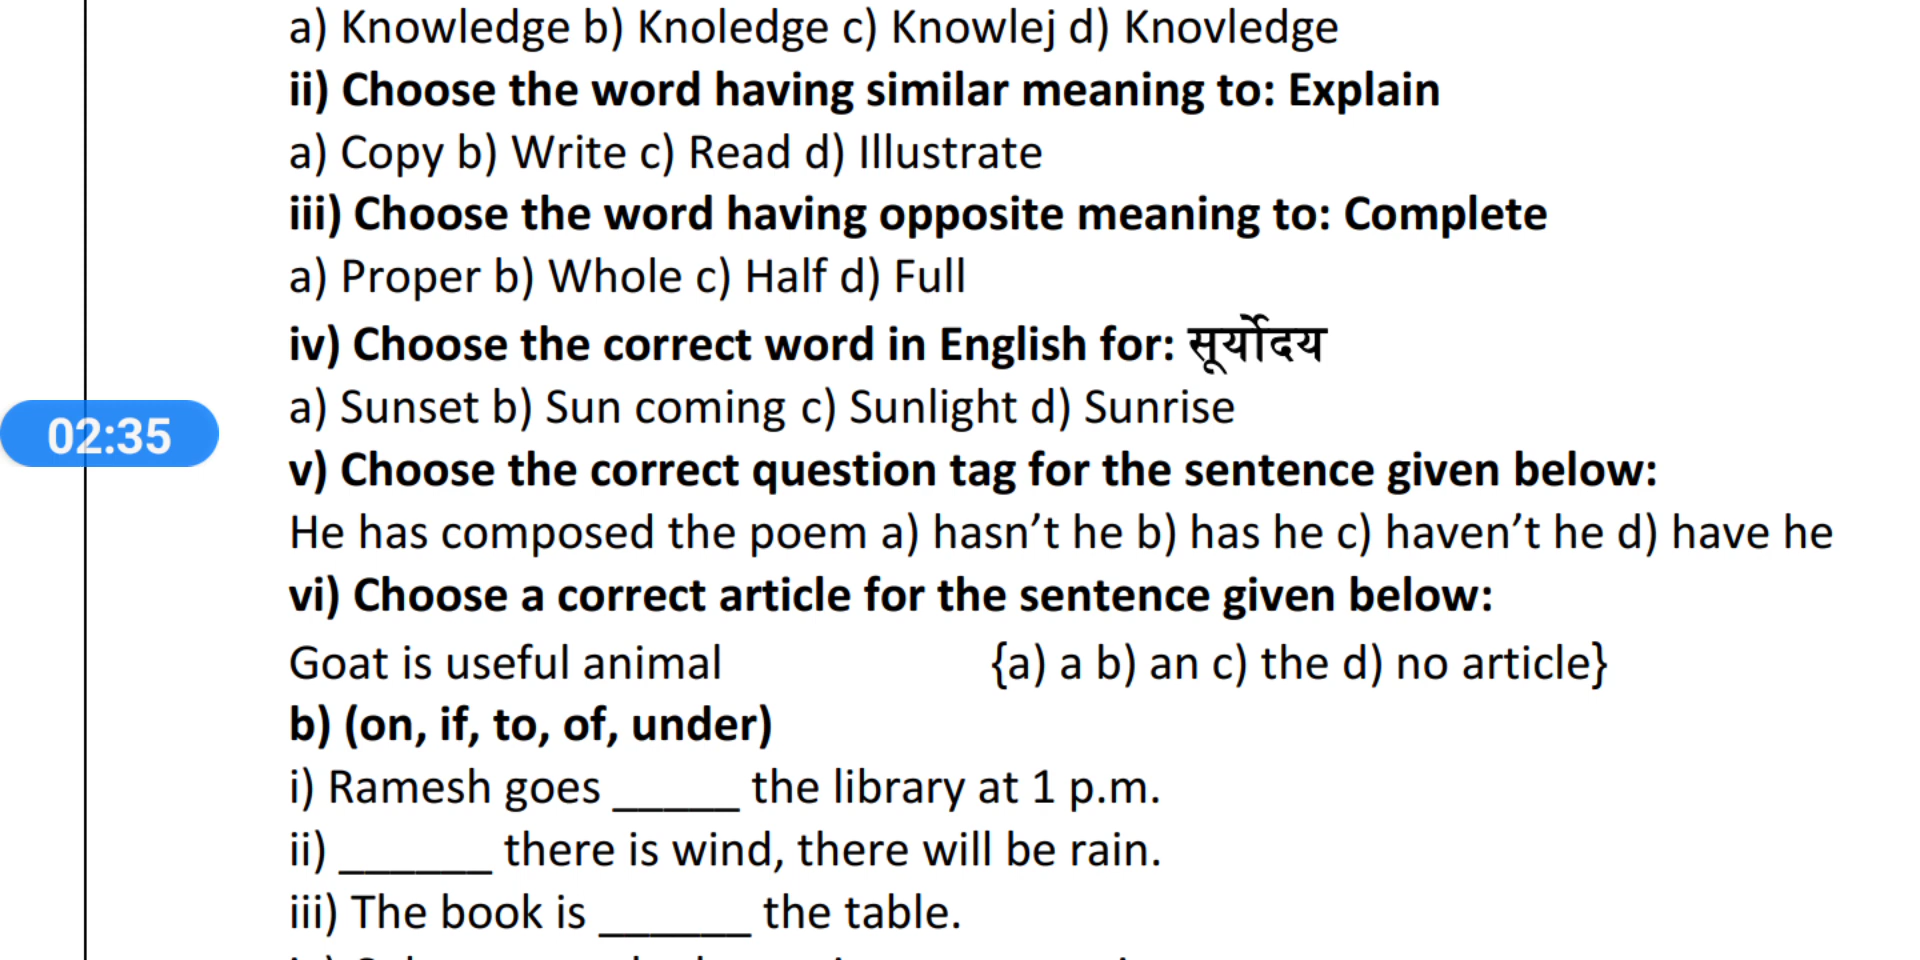 a) Knowledge b) Knoledge c) Knowlej d) Knovledge
ii) Choose the word having similar meaning to: Explain
a) Copy b) Write c) Read d) Illustrate
iii) Choose the word having opposite meaning to: Complete
a) Proper b) Whole c) Half d) Full
iv) Choose the correct word in English for: सूर्योदय
a) Sunset b) Sun coming c) Sunlight d) Sunrise
02:35
v) Choose the correct question tag for the sentence given below:
He has composed the poem a) hasn’t he b) has he c) haven’t he d) have he
vi) Choose a correct article for the sentence given below:
Goat is useful animal {a) a b) an c) the d) no article}
b) (on, if, to, of, under)
i) Ramesh goes _____ the library at 1 p.m.
ii) ______ there is wind, there will be rain.
iii) The book is ______ the table.